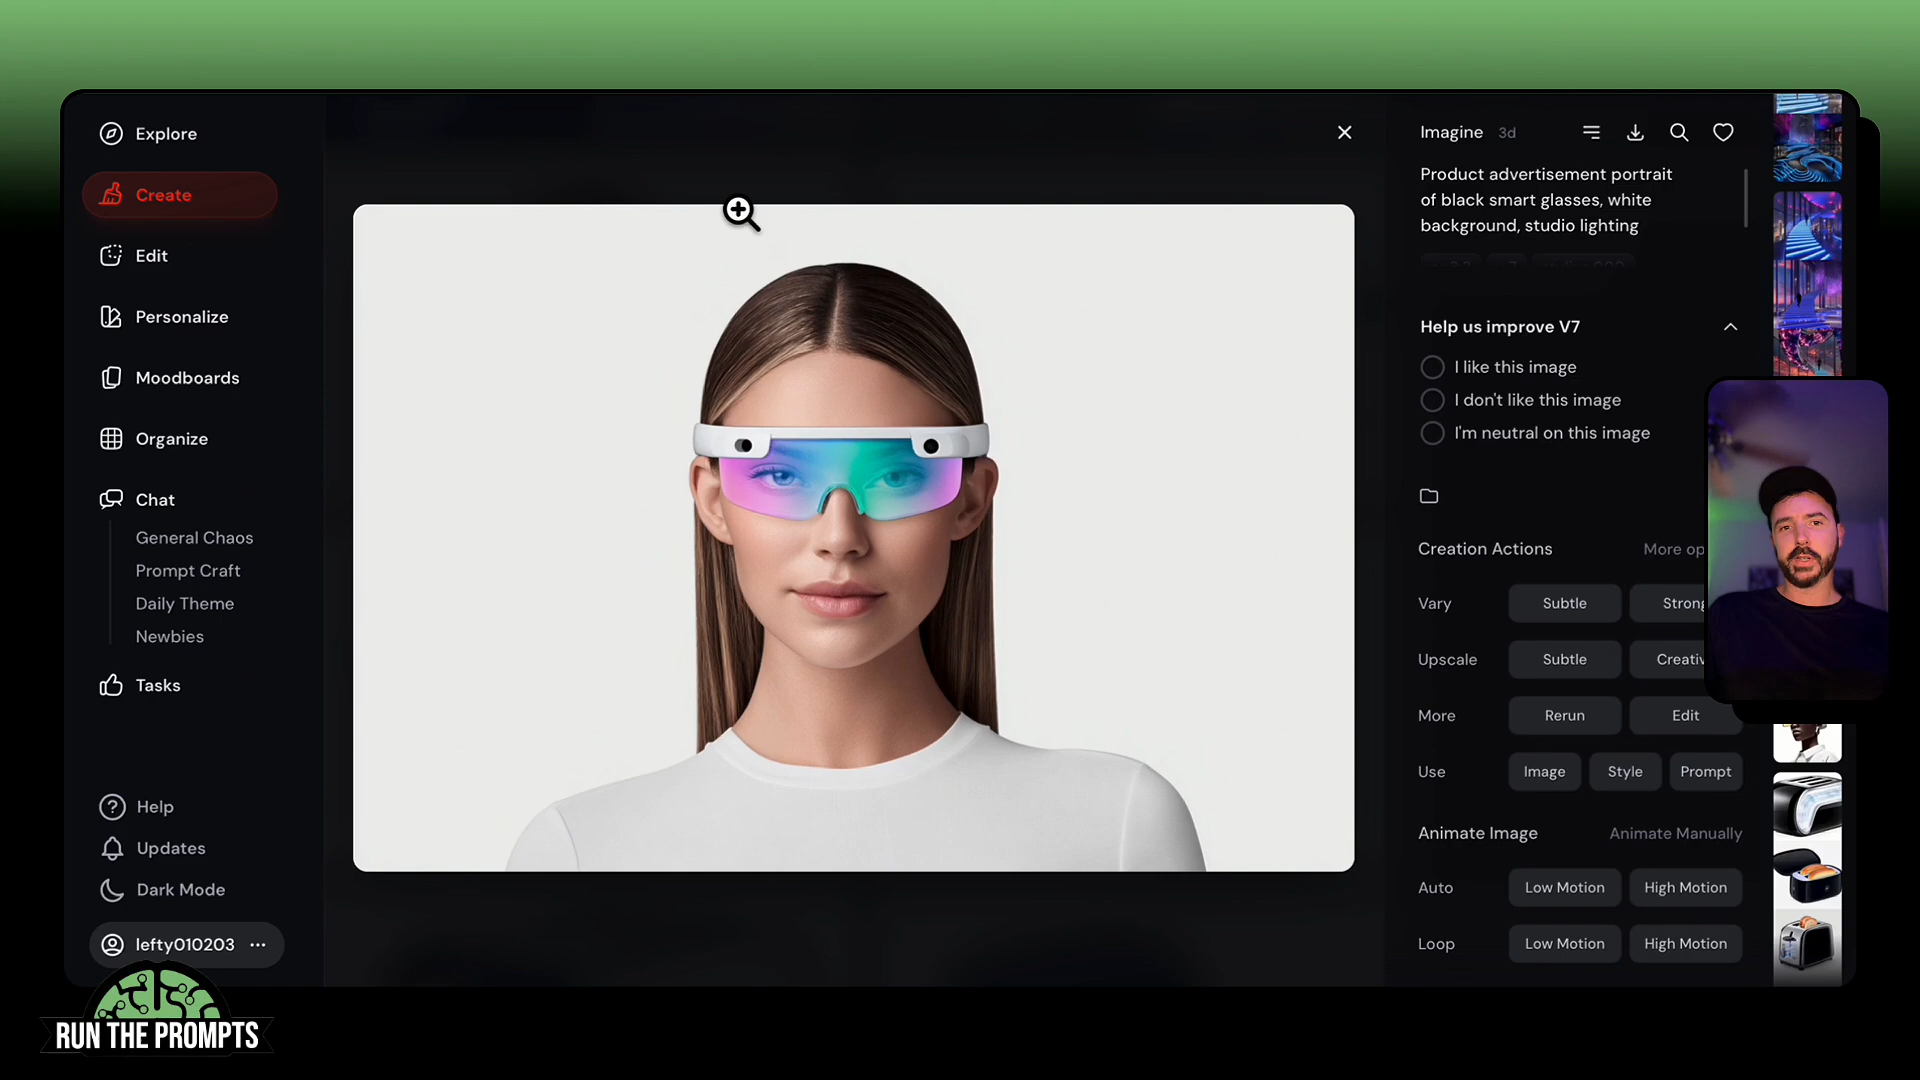 Explore
Create
Edit
Personalize
Moodboards
Organize
Chat
General Chaos
Prompt Craft
Daily Theme
Newbies
Tasks
Help
Updates
Dark Mode
lefty010203 ...
RUN THE PROMPTS
Imagine 3d
Product advertisement portrait
of black smart glasses, white
background, studio lighting
Help us improve V7
I like this image
I don't like this image
I'm neutral on this image
Creation Actions More op
Vary Subtle Strong
Upscale Subtle Creativ
More Rerun Edit
Use Image Style Prompt
Animate Image Animate Manually
Auto Low Motion High Motion
Loop Low Motion High Motion